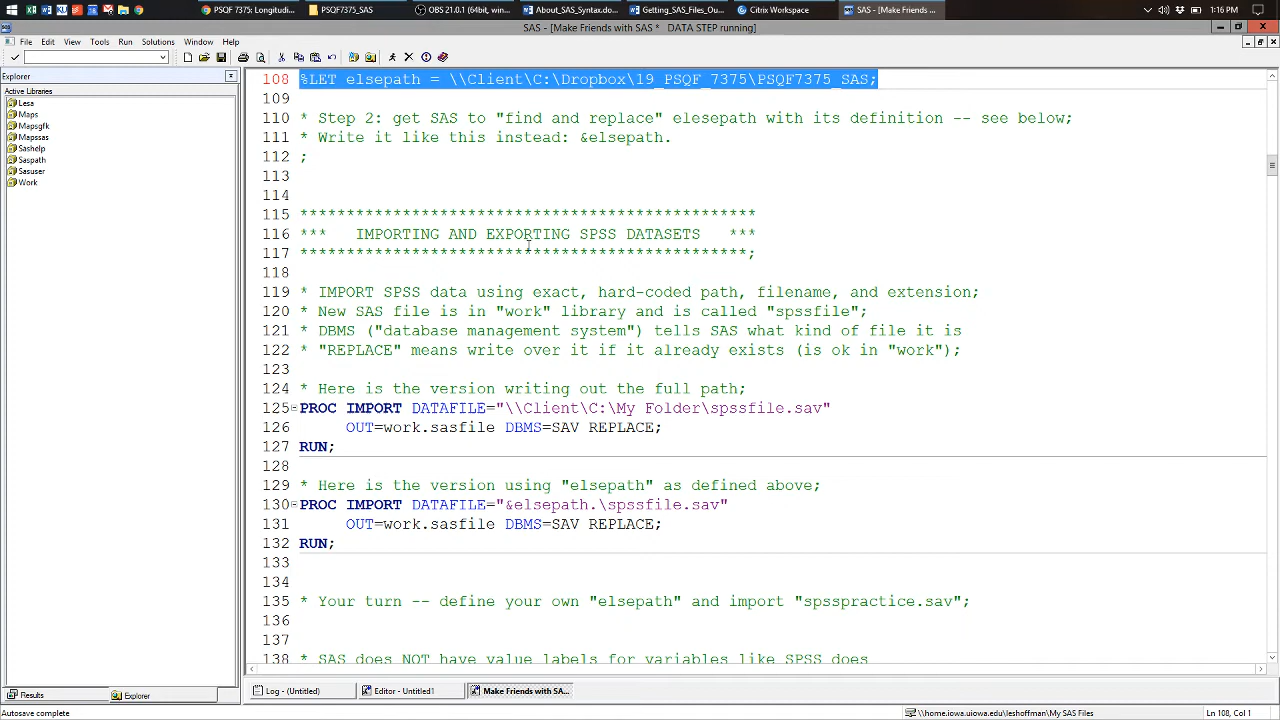 PSQF 7375: Longitudi...
PSQF7375_SAS
OBS 21.0.1 (64bit, win...
About_SAS_Syntax.do...
Getting_SAS_Files_Ou...
Citrix Workspace
SAS - [Make Friends ...
1:16 PM
SAS - [Make Friends with SAS *  DATA STEP running]
File Edit View Tools Run Solutions Window Help
Explorer
Active Libraries
Lesa
Maps
Mapsgfk
Mapssas
Sashelp
Saspath
Sasuser
Work
108 %LET elsepath = \\Client\C:\Dropbox\19_PSQF_7375\PSQF7375_SAS;
109
110 * Step 2: get SAS to "find and replace" elesepath with its definition -- see below;
111 * Write it like this instead: &elsepath.
112 ;
113
114
115 *************************************************
116 ***   IMPORTING AND EXPORTING SPSS DATASETS   ***
117 ************************************************;
118
119 * IMPORT SPSS data using exact, hard-coded path, filename, and extension;
120 * New SAS file is in "work" library and is called "spssfile";
121 * DBMS ("database management system") tells SAS what kind of file it is
122 * "REPLACE" means write over it if it already exists (is ok in "work");
123
124 * Here is the version writing out the full path;
125 PROC IMPORT DATAFILE="\\Client\C:\My Folder\spssfile.sav"
126      OUT=work.sasfile DBMS=SAV REPLACE;
127 RUN;
128
129 * Here is the version using "elsepath" as defined above;
130 PROC IMPORT DATAFILE="&elsepath.\spssfile.sav"
131      OUT=work.sasfile DBMS=SAV REPLACE;
132 RUN;
133
134
135 * Your turn -- define your own "elsepath" and import "spsspractice.sav";
136
137
138 * SAS does NOT have value labels for variables like SPSS does
Results
Explorer
Log - (Untitled)
Editor - Untitled1
Make Friends with SA...
Autosave complete
\\home.iowa.uiowa.edu\leshoffman\My SAS Files
Ln 108, Col 1